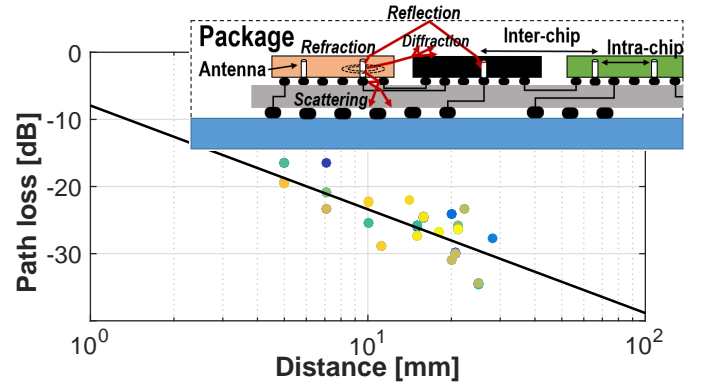 Reflection
Package
Inter-chip
Diffraction
Refraction
Intra-chip
Antenna
Scattering
0
-10
-20
-30
Path loss [dB]
10^0
10^1
10^2
Distance [mm]